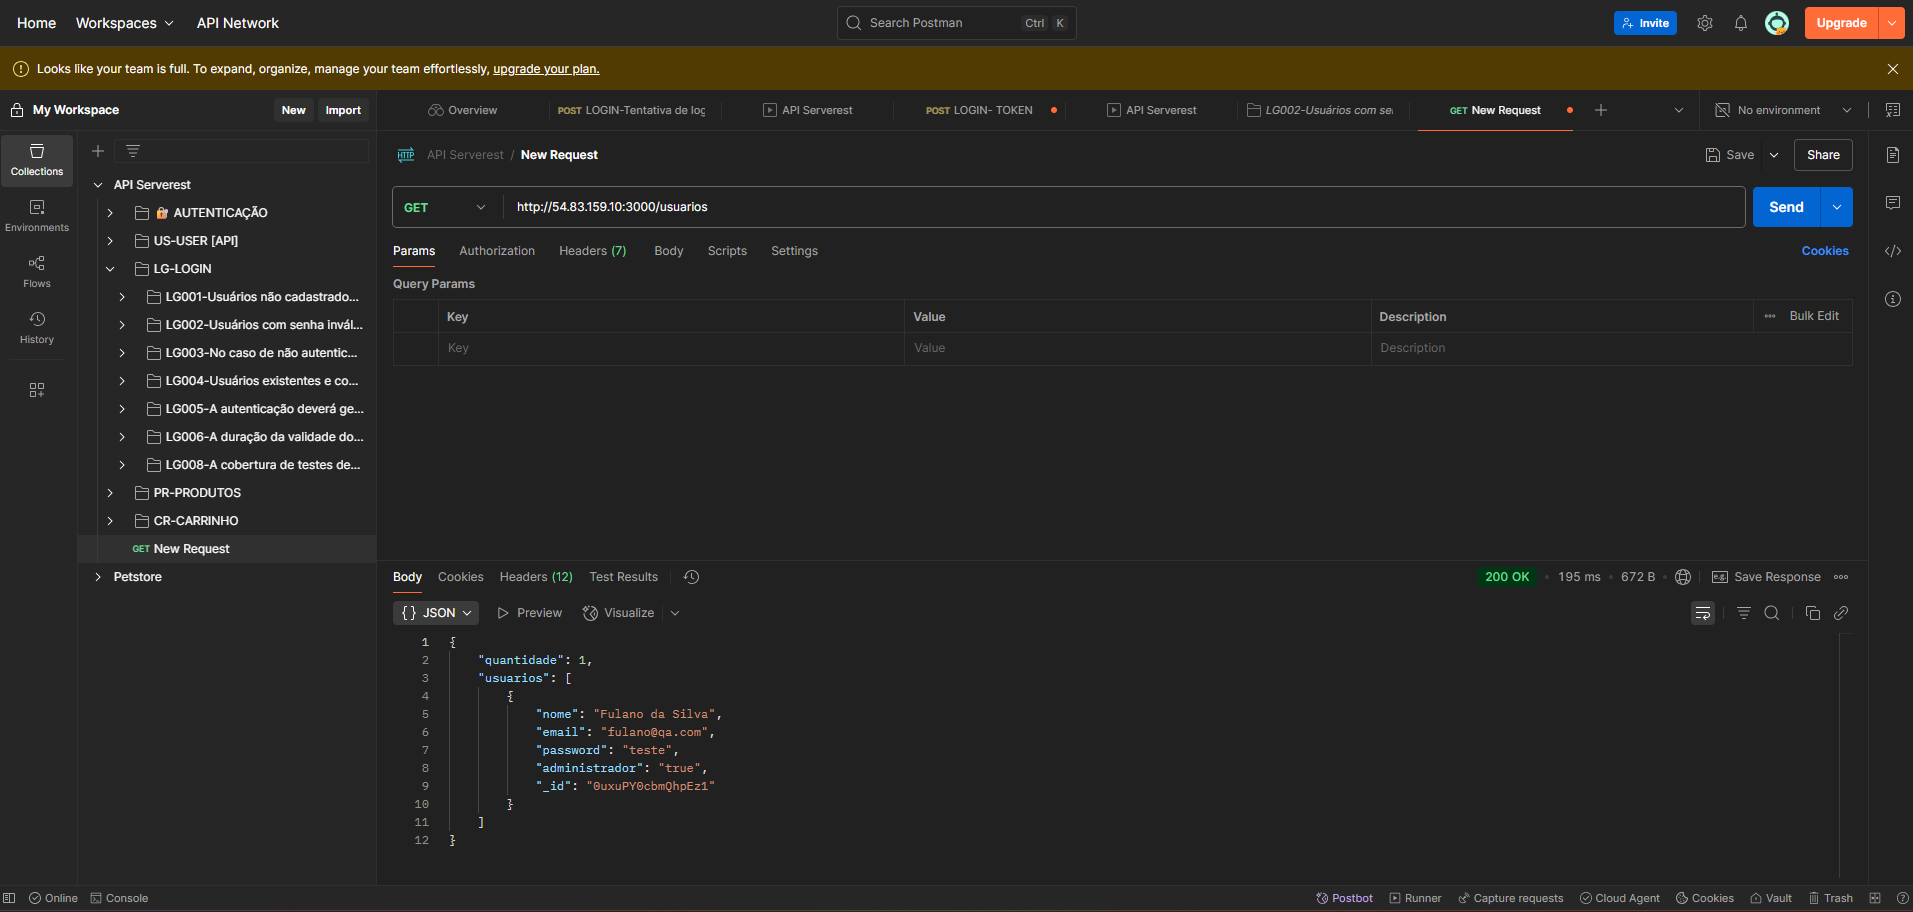 Home Workspaces API Network Search Postman Ctrl K Invite Upgrade
Looks like your team is full. To expand, organize, manage your team effortlessly, upgrade your plan.
My Workspace New Import Overview POST LOGIN-Tentativa de log API Serverest POST LOGIN- TOKEN API Serverest LG002-Usuários com se GET New Request No environment
Collections
Environments
Flows
History
API Serverest
AUTENTICAÇÃO
US-USER [API]
LG-LOGIN
LG001-Usuários não cadastrado...
LG002-Usuários com senha invál...
LG003-No caso de não autentic...
LG004-Usuários existentes e co...
LG005-A autenticação deverá ge...
LG006-A duração da validade do...
LG008-A cobertura de testes de...
PR-PRODUTOS
CR-CARRINHO
GET New Request
Petstore
HTTP API Serverest / New Request Save Share
GET http://54.83.159.10:3000/usuarios Send
Params Authorization Headers (7) Body Scripts Settings Cookies
Query Params
Key Value Description Bulk Edit
Key Value Description
Body Cookies Headers (12) Test Results 200 OK 195 ms 672 B e.g. Save Response
{} JSON Preview Visualize
1 {
2 "quantidade": 1,
3 "usuarios": [
4 {
5 "nome": "Fulano da Silva",
6 "email": "fulano@qa.com",
7 "password": "teste",
8 "administrador": "true",
9 "_id": "0uxuPY0cbmQhpEz1"
10 }
11 ]
12 }
Online Console Postbot Runner Capture requests Cloud Agent Cookies Vault Trash